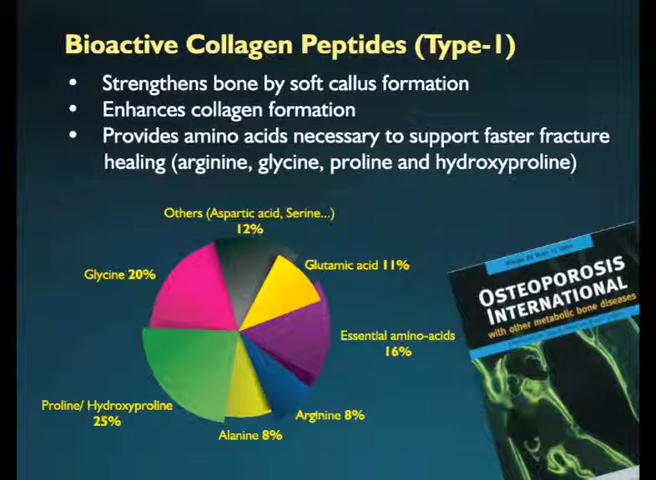 Bioactive Collagen Peptides (Type-1)
• Strengthens bone by soft callus formation
• Enhances collagen formation
• Provides amino acids necessary to support faster fracture
healing (arginine, glycine, proline and hydroxyproline)
Others (Aspartic acid, Serine...)
12%
Glutamic acid 11%
Glycine 20%
Essential amino-acids
16%
Proline/ Hydroxyproline
25%
Arginine 8%
Alanine 8%
OSTEOPOROSIS
INTERNATIONAL
with other metabolic bone diseases